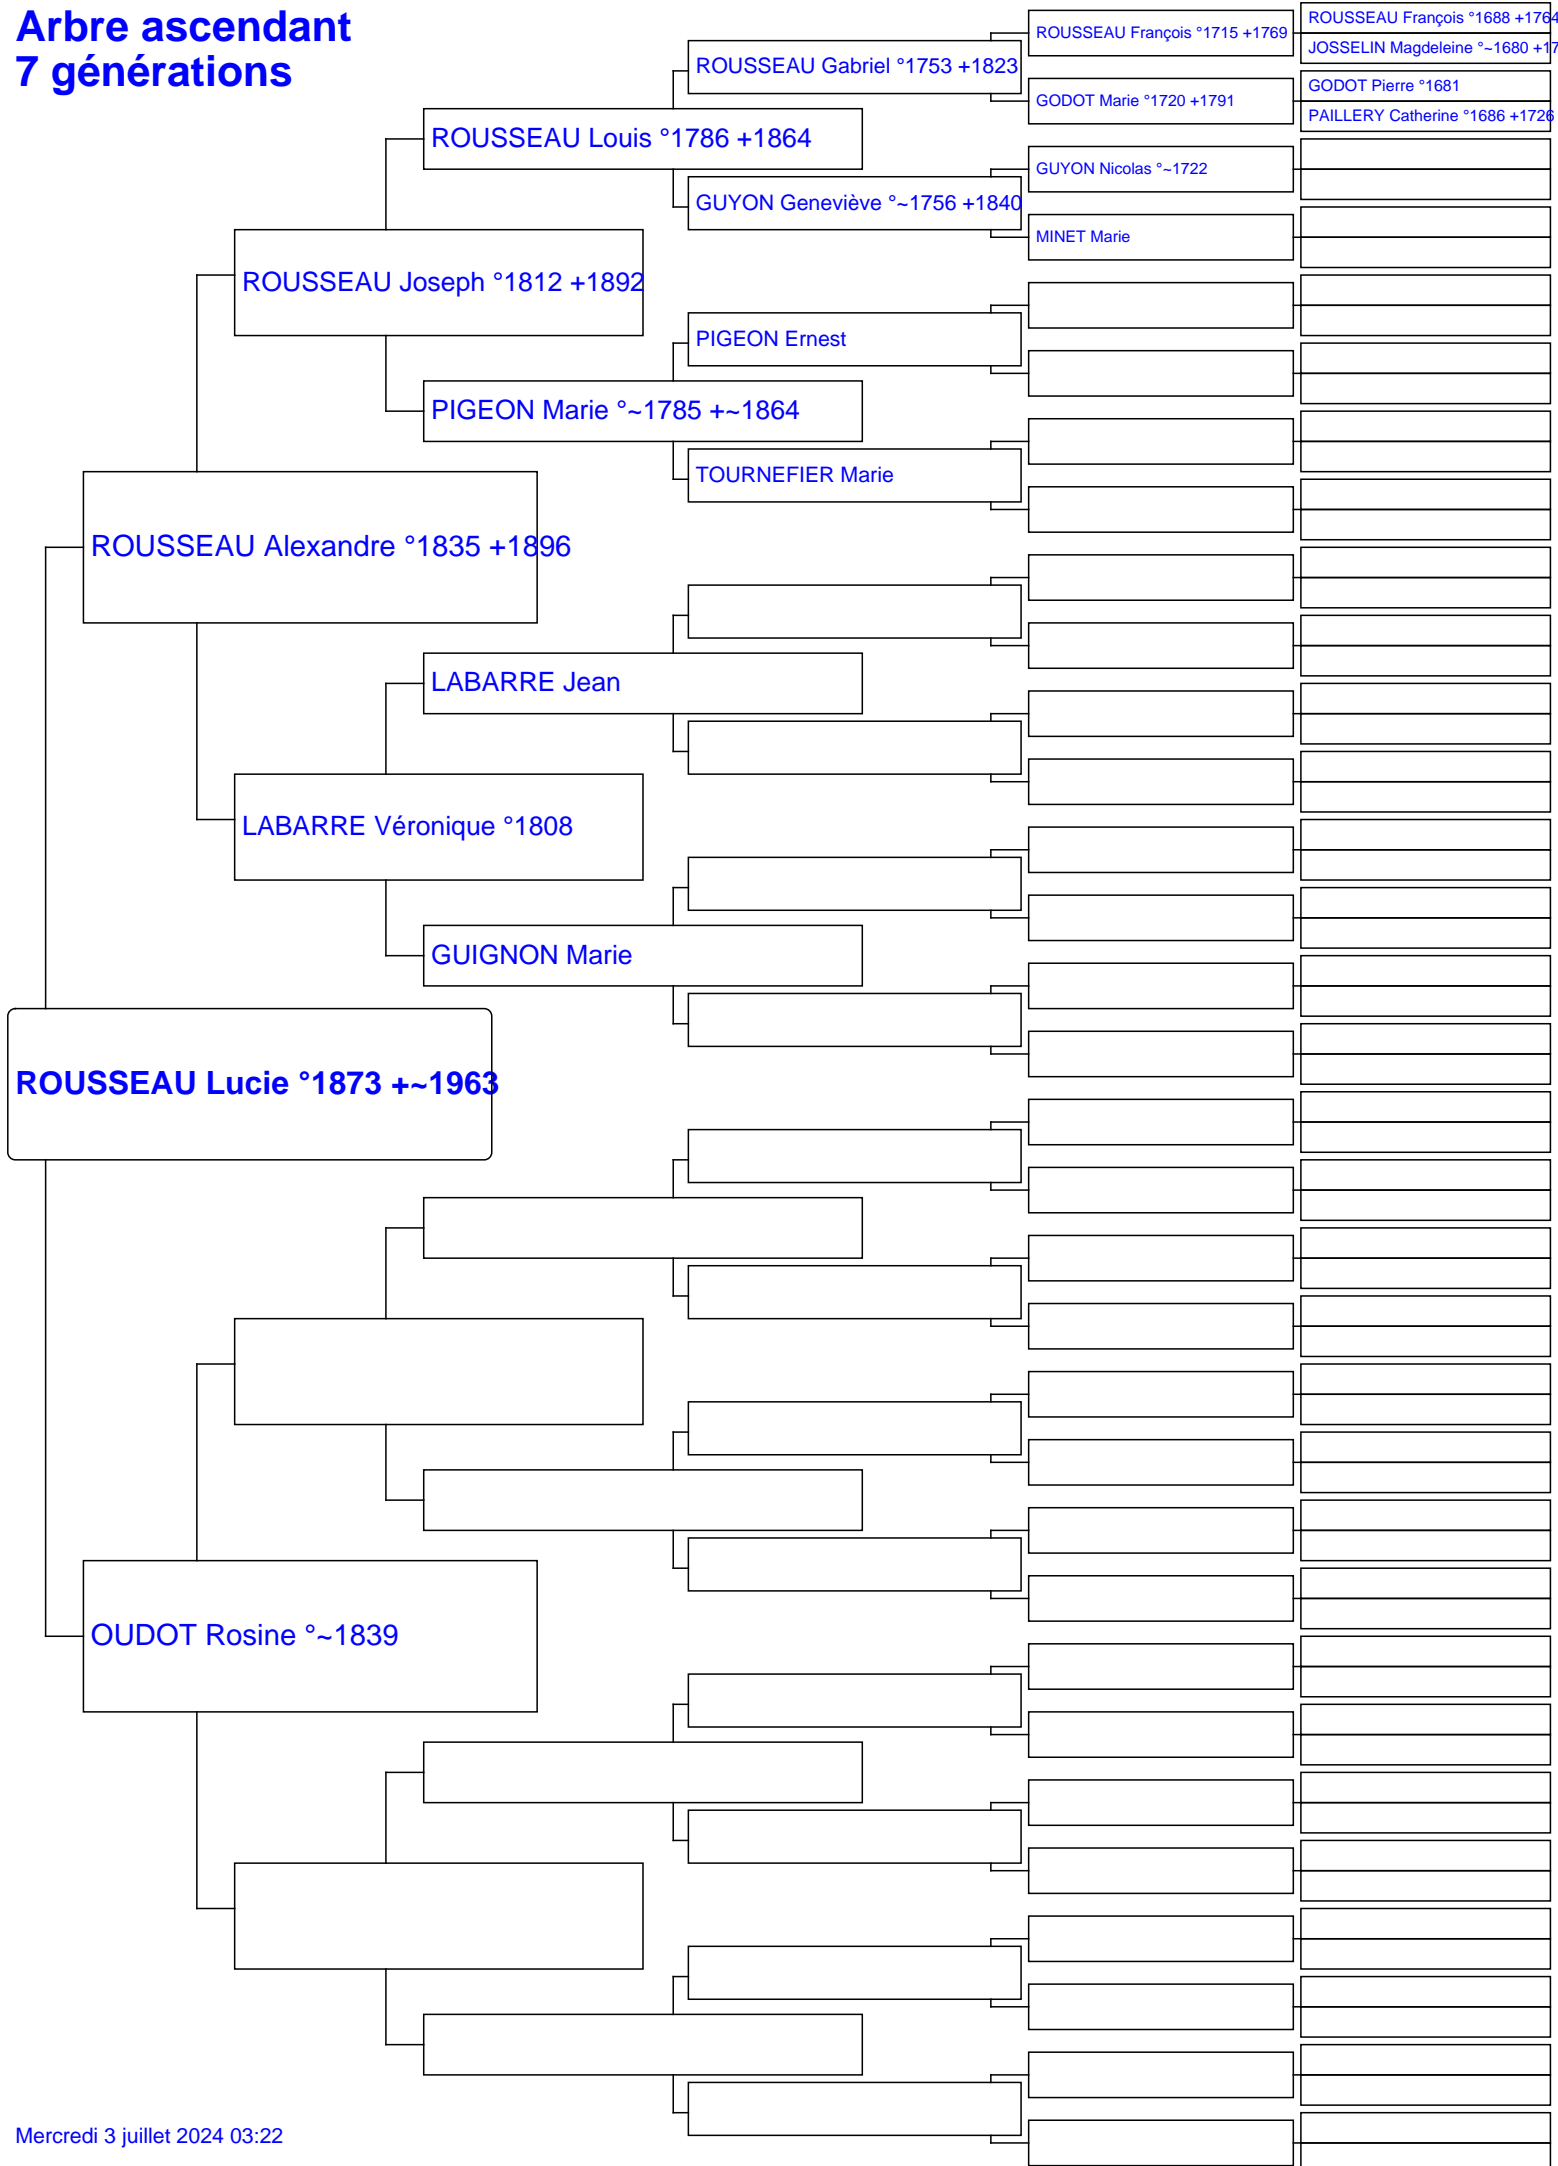 Arbre ascendant
7 générations
ROUSSEAU François °1688 +1764
ROUSSEAU François °1715 +1769
JOSSELIN Magdeleine °~1680 +17
ROUSSEAU Gabriel °1753 +1823
GODOT Pierre °1681
GODOT Marie °1720 +1791
PAILLERY Catherine °1686 +1726
ROUSSEAU Louis °1786 +1864
GUYON Nicolas °~1722
GUYON Geneviève °~1756 +1840
MINET Marie
ROUSSEAU Joseph °1812 +1892
PIGEON Ernest
PIGEON Marie °~1785 +~1864
TOURNEFIER Marie
ROUSSEAU Alexandre °1835 +1896
LABARRE Jean
LABARRE Véronique °1808
GUIGNON Marie
ROUSSEAU Lucie °1873 +~1963
OUDOT Rosine °~1839
Mercredi 3 juillet 2024 03:22